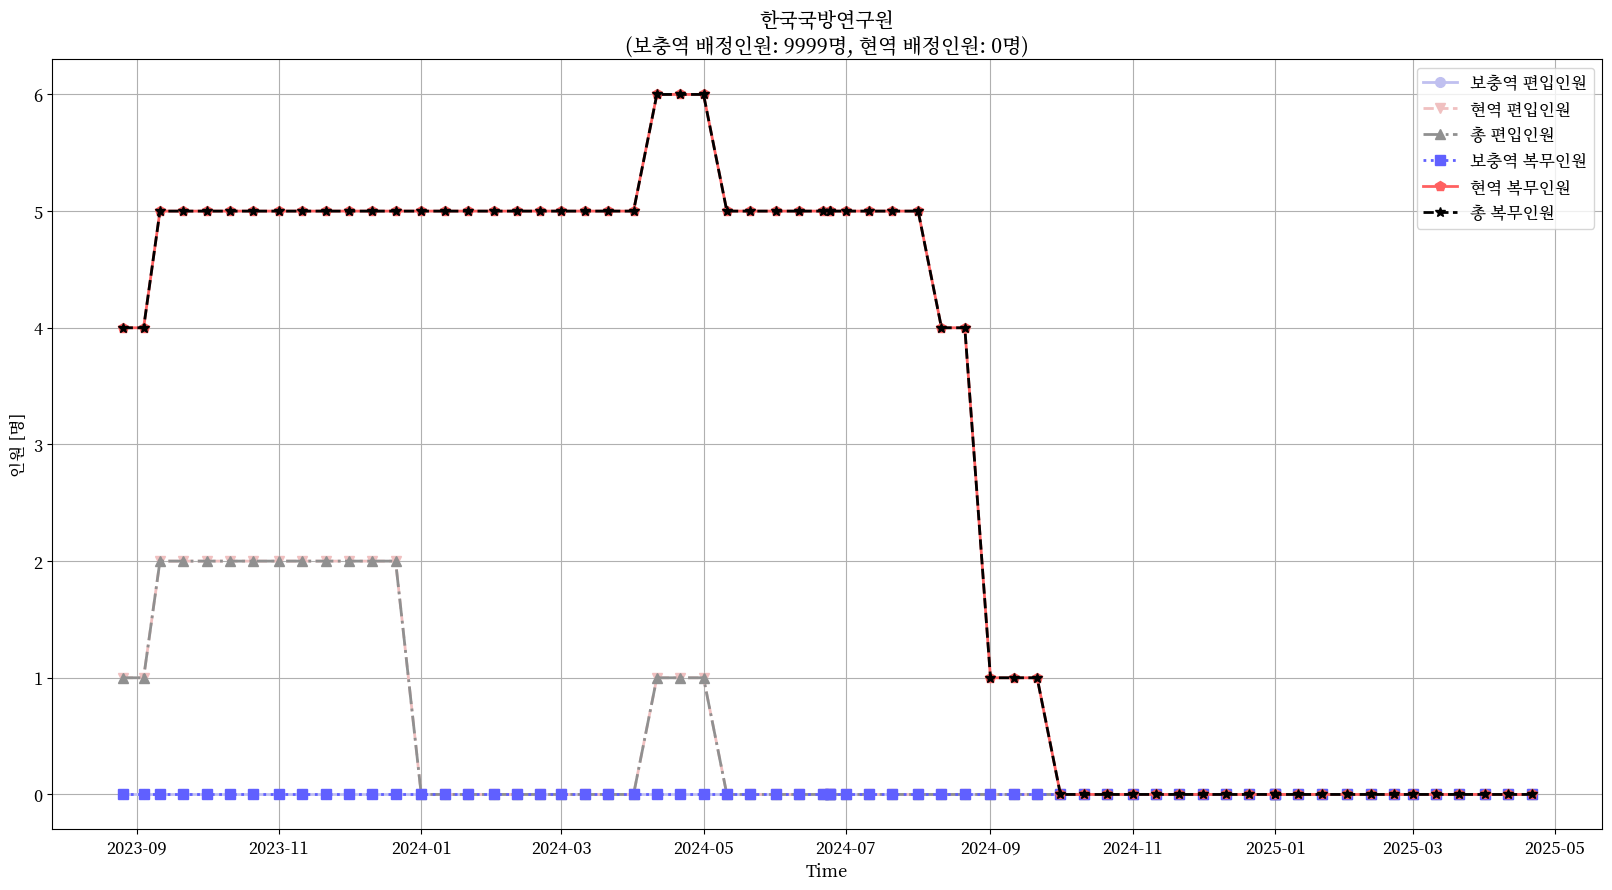 한국국방연구원
(보충역 배정인원: 9999명, 현역 배정인원: 0명)
보충역 편입인원
현역 편입인원
총 편입인원
보충역 복무인원
현역 복무인원
총 복무인원
인원 [명]
6
5
4
3
2
1
0
2023-09
2023-11
2024-01
2024-03
2024-05
2024-07
2024-09
2024-11
2025-01
2025-03
2025-05
Time